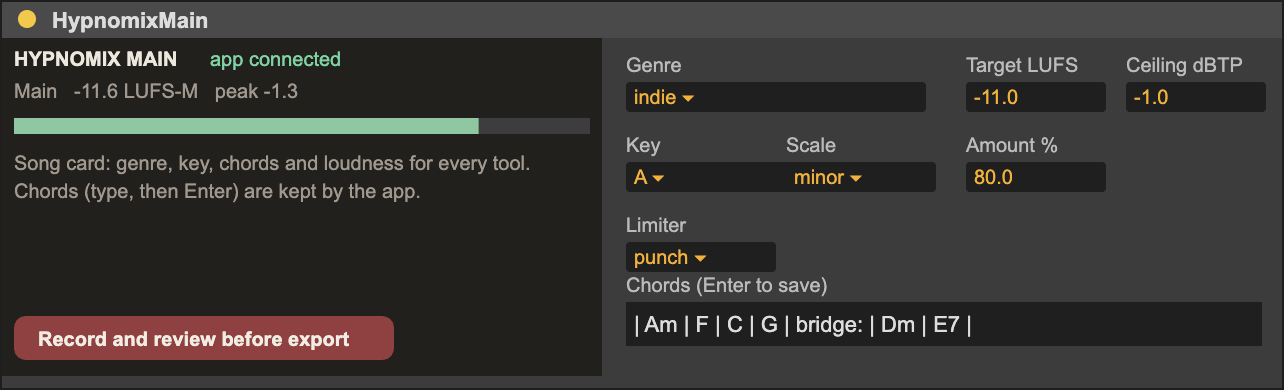 HypnomixMain
HYPNOMIX MAIN app connected
Main -11.6 LUFS-M peak -1.3
Song card: genre, key, chords and loudness for every tool.
Chords (type, then Enter) are kept by the app.
Record and review before export
Genre Target LUFS Ceiling dBTP
indie -11.0 -1.0
Key Scale Amount %
A minor 80.0
Limiter
punch
Chords (Enter to save)
| Am | F | C | G | bridge: | Dm | E7 |